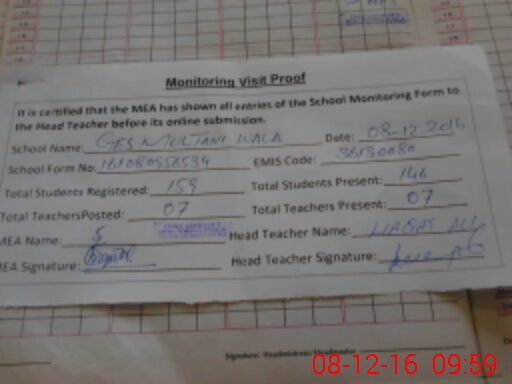 Monitoring Visit Proof
It is certified that the MEA has shown all entries of the School Monitoring Form to
the Head Teacher before its online submission.
School Name: GES MULTANI WALA Date: 08-12-2016
School Form No: EMIS Code: 36130080
Total Students Registered: 159 Total Students Present: 146
Total TeachersPosted: 07 Total Teachers Present: 07
MEA Name: Head Teacher Name: LIAQAT ALI
MEA Signature: Head Teacher Signature:
08-12-16 09:59